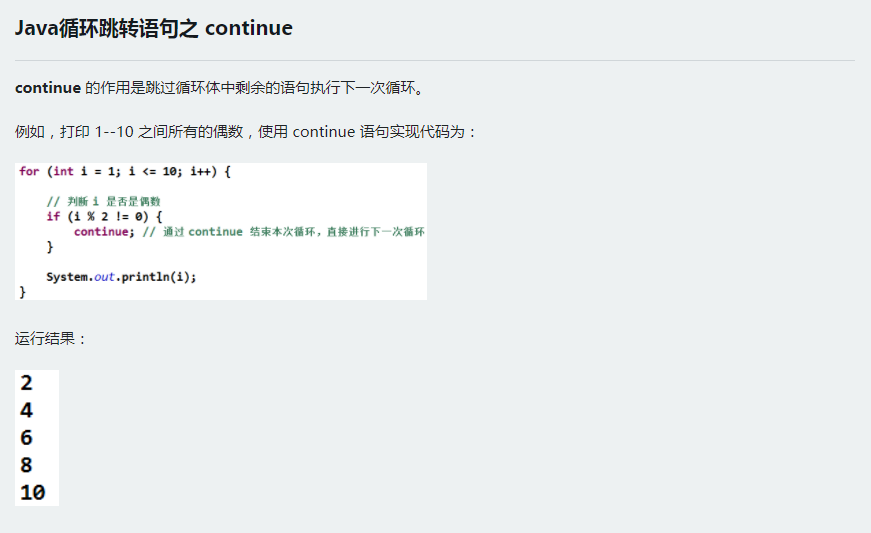 Java循环跳转语句之 continue
continue 的作用是跳过循环体中剩余的语句执行下一次循环。
例如，打印 1--10 之间所有的偶数，使用 continue 语句实现代码为：
for (int i = 1; i <= 10; i++) {
// 判断 i 是否是偶数
if (i % 2 != 0) {
continue; // 通过 continue 结束本次循环，直接进行下一次循环
}
System.out.println(i);
}
运行结果：
2
4
6
8
10